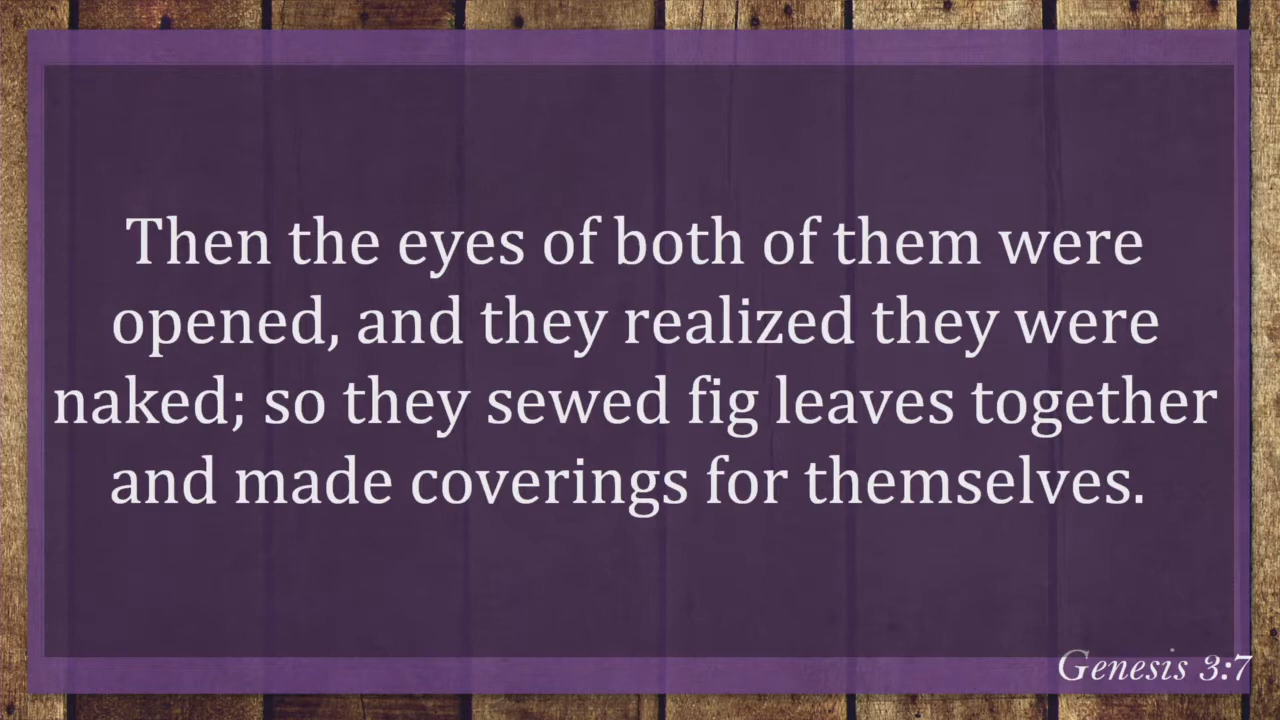 Then the eyes of both of them were
opened, and they realized they were
naked; so they sewed fig leaves together
and made coverings for themselves.
Genesis 3:7